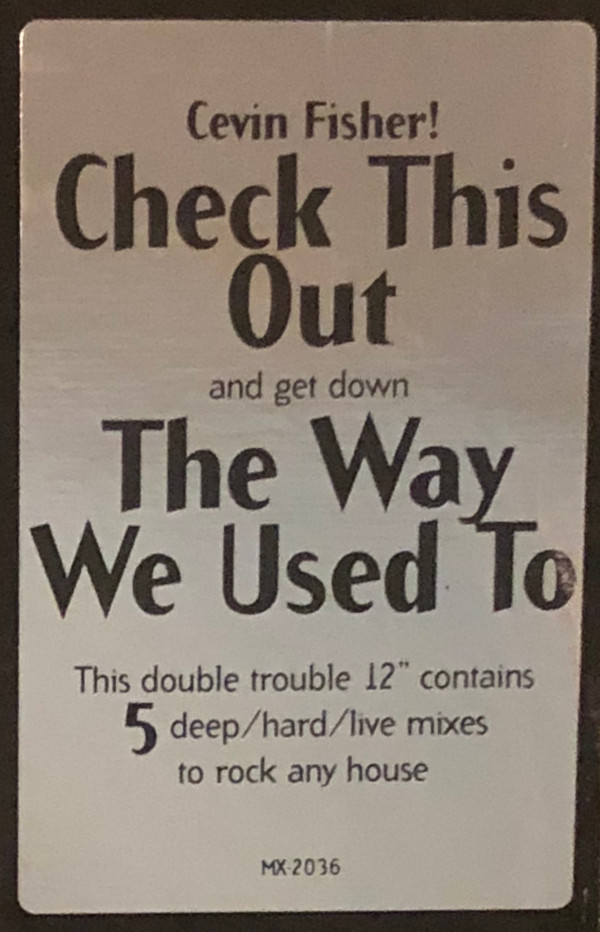 Cevin Fisher!
Check This
Out
and get down
The Way
We Used To
This double trouble 12" contains
5 deep/hard/live mixes
to rock any house
MX-2036